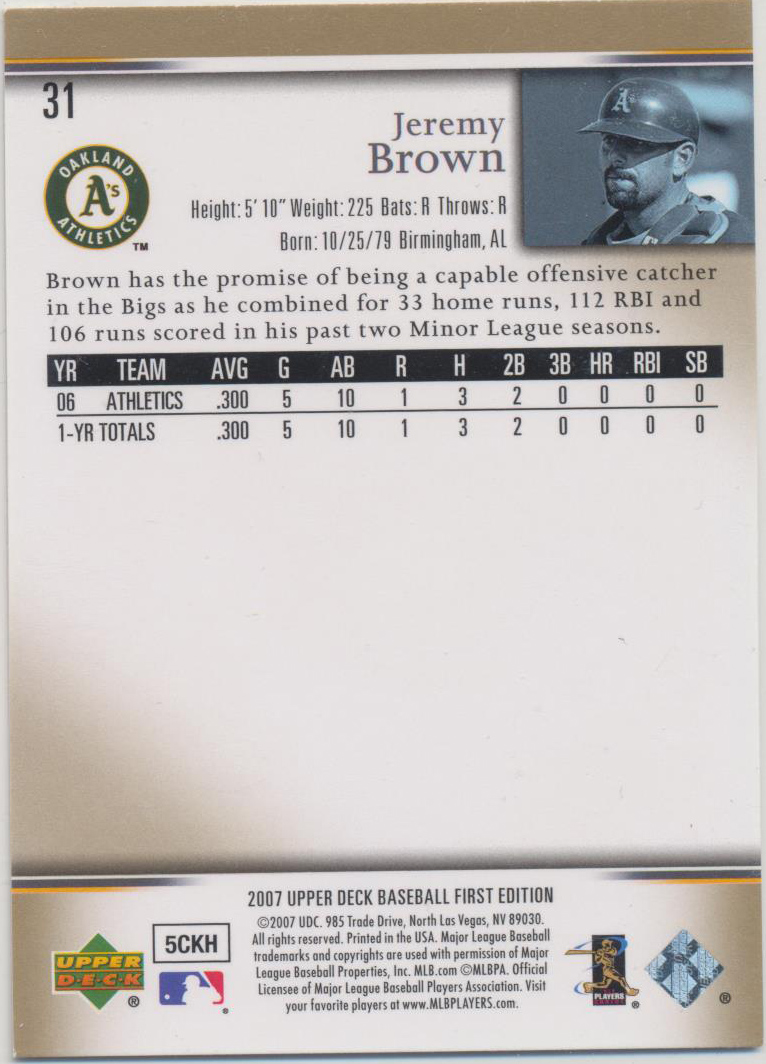 31
Jeremy
Brown
OAKLAND
A's
ATHLETICS
TM
A's
Height: 5' 10" Weight: 225 Bats: R Throws: R
Born: 10/25/79 Birmingham, AL
Brown has the promise of being a capable offensive catcher
in the Bigs as he combined for 33 home runs, 112 RBI and
106 runs scored in his past two Minor League seasons.
YR TEAM AVG G AB R H 2B 3B HR RBI SB
06 ATHLETICS .300 5 10 1 3 2 0 0 0 0
1-YR TOTALS .300 5 10 1 3 2 0 0 0 0
2007 UPPER DECK BASEBALL FIRST EDITION
©2007 UDC. 985 Trade Drive, North Las Vegas, NV 89030.
All rights reserved. Printed in the USA. Major League Baseball
trademarks and copyrights are used with permission of Major
League Baseball Properties, Inc. MLB.com ©MLBPA. Official
Licensee of Major League Baseball Players Association. Visit
your favorite players at www.MLBPLAYERS.com.
5CKH
UPPER
D·E·C·K
®
®
PLAYERS
®
®